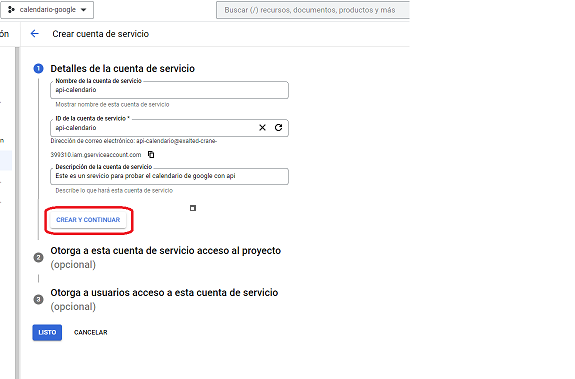 calendario-google
Buscar (/) recursos, documentos, productos y más
ón
Crear cuenta de servicio
1
Detalles de la cuenta de servicio
Nombre de la cuenta de servicio
api-calendario
Mostrar nombre de esta cuenta de servicio
ID de la cuenta de servicio *
api-calendario
Dirección de correo electrónico: api-calendario@exalted-crane-
399310.iam.gserviceaccount.com
Descripción de la cuenta de servicio
Este es un srevicio para probar el calendario de google con api
Describe lo que hará esta cuenta de servicio
CREAR Y CONTINUAR
2
Otorga a esta cuenta de servicio acceso al proyecto
(opcional)
3
Otorga a usuarios acceso a esta cuenta de servicio
(opcional)
LISTO
CANCELAR